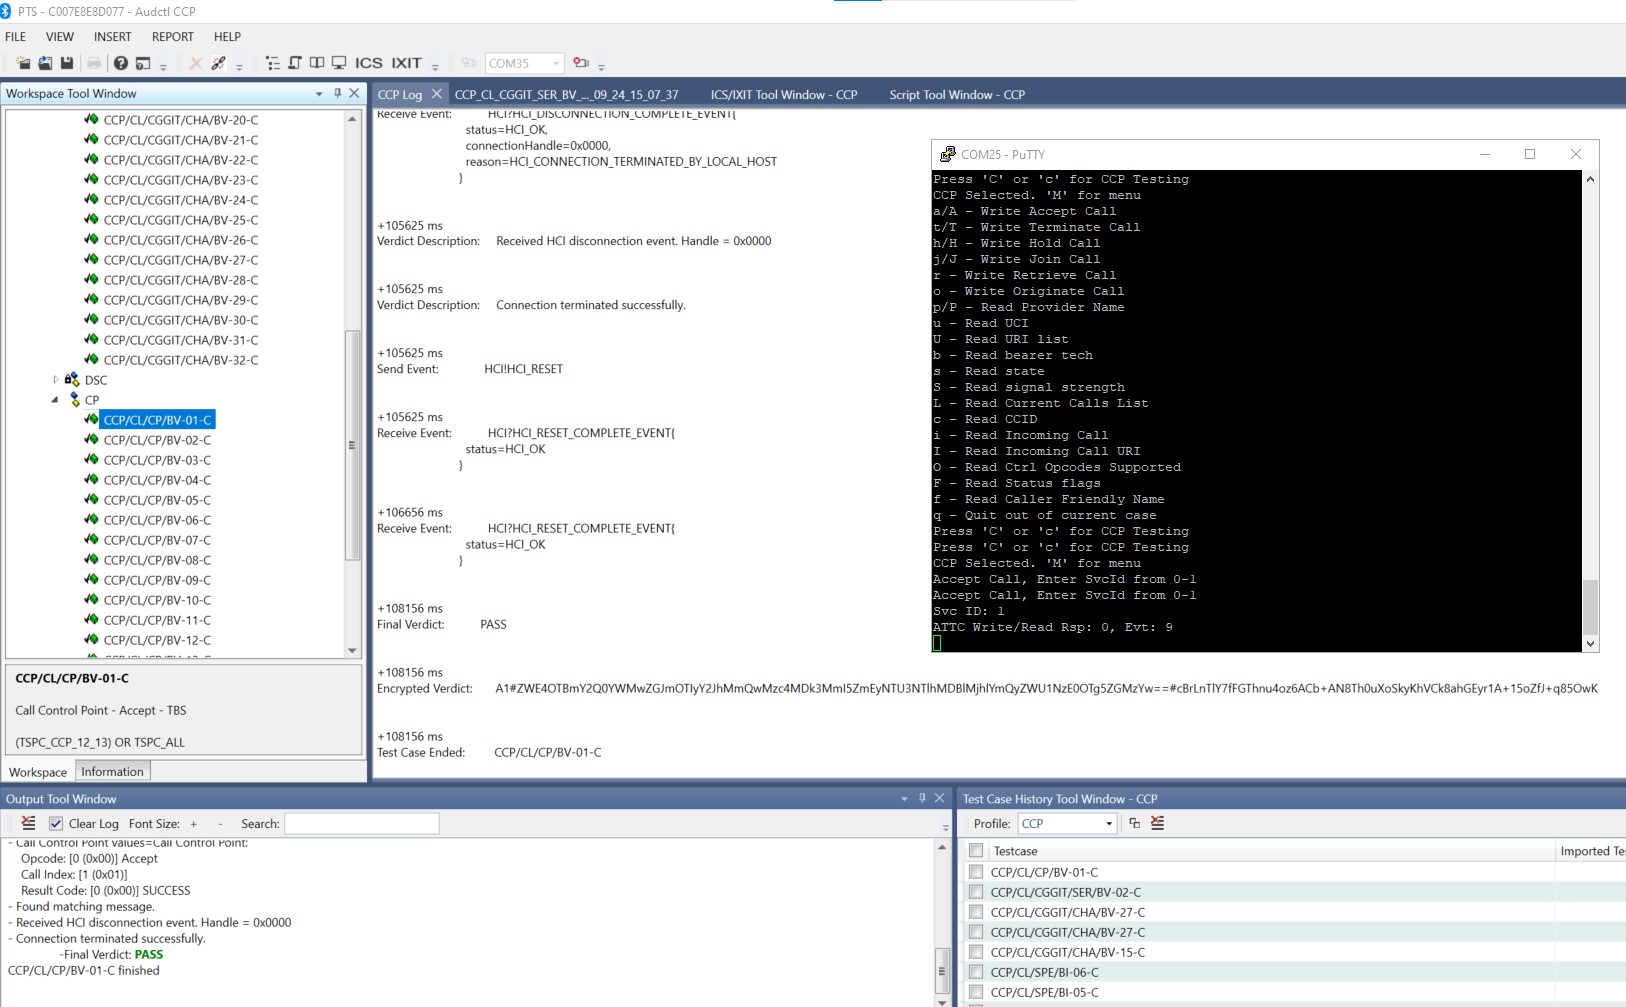 PTS - C007E8E8D077 - Audctl CCP
FILE VIEW INSERT REPORT HELP
ICS IXIT COM35
Workspace Tool Window
CCP/CL/CGGIT/CHA/BV-20-C
CCP/CL/CGGIT/CHA/BV-21-C
CCP/CL/CGGIT/CHA/BV-22-C
CCP/CL/CGGIT/CHA/BV-23-C
CCP/CL/CGGIT/CHA/BV-24-C
CCP/CL/CGGIT/CHA/BV-25-C
CCP/CL/CGGIT/CHA/BV-26-C
CCP/CL/CGGIT/CHA/BV-27-C
CCP/CL/CGGIT/CHA/BV-28-C
CCP/CL/CGGIT/CHA/BV-29-C
CCP/CL/CGGIT/CHA/BV-30-C
CCP/CL/CGGIT/CHA/BV-31-C
CCP/CL/CGGIT/CHA/BV-32-C
DSC
CP
CCP/CL/CP/BV-01-C
CCP/CL/CP/BV-02-C
CCP/CL/CP/BV-03-C
CCP/CL/CP/BV-04-C
CCP/CL/CP/BV-05-C
CCP/CL/CP/BV-06-C
CCP/CL/CP/BV-07-C
CCP/CL/CP/BV-08-C
CCP/CL/CP/BV-09-C
CCP/CL/CP/BV-10-C
CCP/CL/CP/BV-11-C
CCP/CL/CP/BV-12-C
CCP/CL/CP/BV-01-C
Call Control Point - Accept - TBS
(TSPC_CCP_12_13) OR TSPC_ALL
Workspace Information
CCP Log CCP_CL_CGGIT_SER_BV_..._09_24_15_07_37 ICS/IXIT Tool Window - CCP Script Tool Window - CCP
Receive Event: HCI?HCI_DISCONNECTION_COMPLETE_EVENT{
status=HCI_OK,
connectionHandle=0x0000,
reason=HCI_CONNECTION_TERMINATED_BY_LOCAL_HOST
}
+105625 ms
Verdict Description: Received HCI disconnection event. Handle = 0x0000
+105625 ms
Verdict Description: Connection terminated successfully.
+105625 ms
Send Event: HCI!HCI_RESET
+105625 ms
Receive Event: HCI?HCI_RESET_COMPLETE_EVENT{
status=HCI_OK
}
+106656 ms
Receive Event: HCI?HCI_RESET_COMPLETE_EVENT{
status=HCI_OK
}
+108156 ms
Final Verdict: PASS
+108156 ms
Encrypted Verdict: A1#ZWE4OTBmY2Q0YWMwZGJmOTIyY2JhMmQwMzc4MDk3MmI5ZmEyNTU3NTlhMDBlMjhlYmQyZWU1NzE0OTg5ZGMzYw==#cBrLnTlY7fFGThnu4oz6ACb+AN8Th0uXoSkyKhVCk8ahGEyr1A+15oZfJ+q85OwK
+108156 ms
Test Case Ended: CCP/CL/CP/BV-01-C
COM25 - PuTTY
Press 'C' or 'c' for CCP Testing
CCP Selected. 'M' for menu
a/A - Write Accept Call
t/T - Write Terminate Call
h/H - Write Hold Call
j/J - Write Join Call
r - Write Retrieve Call
o - Write Originate Call
p/P - Read Provider Name
u - Read UCI
U - Read URI list
b - Read bearer tech
s - Read state
S - Read signal strength
L - Read Current Calls List
c - Read CCID
i - Read Incoming Call
I - Read Incoming Call URI
O - Read Ctrl Opcodes Supported
F - Read Status flags
f - Read Caller Friendly Name
q - Quit out of current case
Press 'C' or 'c' for CCP Testing
Press 'C' or 'c' for CCP Testing
CCP Selected. 'M' for menu
Accept Call, Enter SvcId from 0-1
Accept Call, Enter SvcId from 0-1
Svc ID: 1
ATTC Write/Read Rsp: 0, Evt: 9
Output Tool Window
Clear Log Font Size: + - Search:
- Call Control Point values=Call Control Point:
Opcode: [0 (0x00)] Accept
Call Index: [1 (0x01)]
Result Code: [0 (0x00)] SUCCESS
- Found matching message.
- Received HCI disconnection event. Handle = 0x0000
- Connection terminated successfully.
-Final Verdict: PASS
CCP/CL/CP/BV-01-C finished
Test Case History Tool Window - CCP
Profile: CCP
Testcase Imported Te
CCP/CL/CP/BV-01-C
CCP/CL/CGGIT/SER/BV-02-C
CCP/CL/CGGIT/CHA/BV-27-C
CCP/CL/CGGIT/CHA/BV-27-C
CCP/CL/CGGIT/CHA/BV-15-C
CCP/CL/SPE/BI-06-C
CCP/CL/SPE/BI-05-C